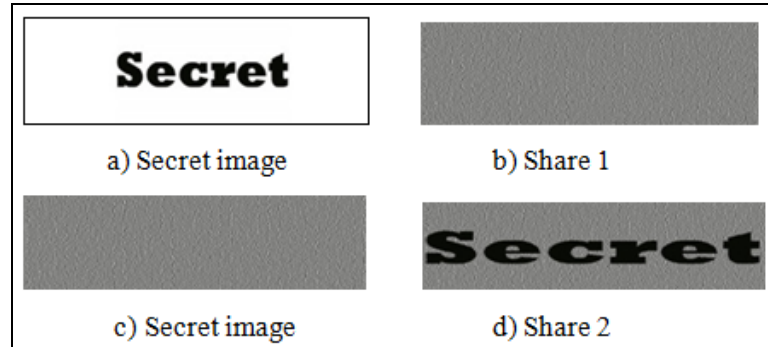 Secret
a) Secret image
b) Share 1
Secret
c) Secret image
d) Share 2